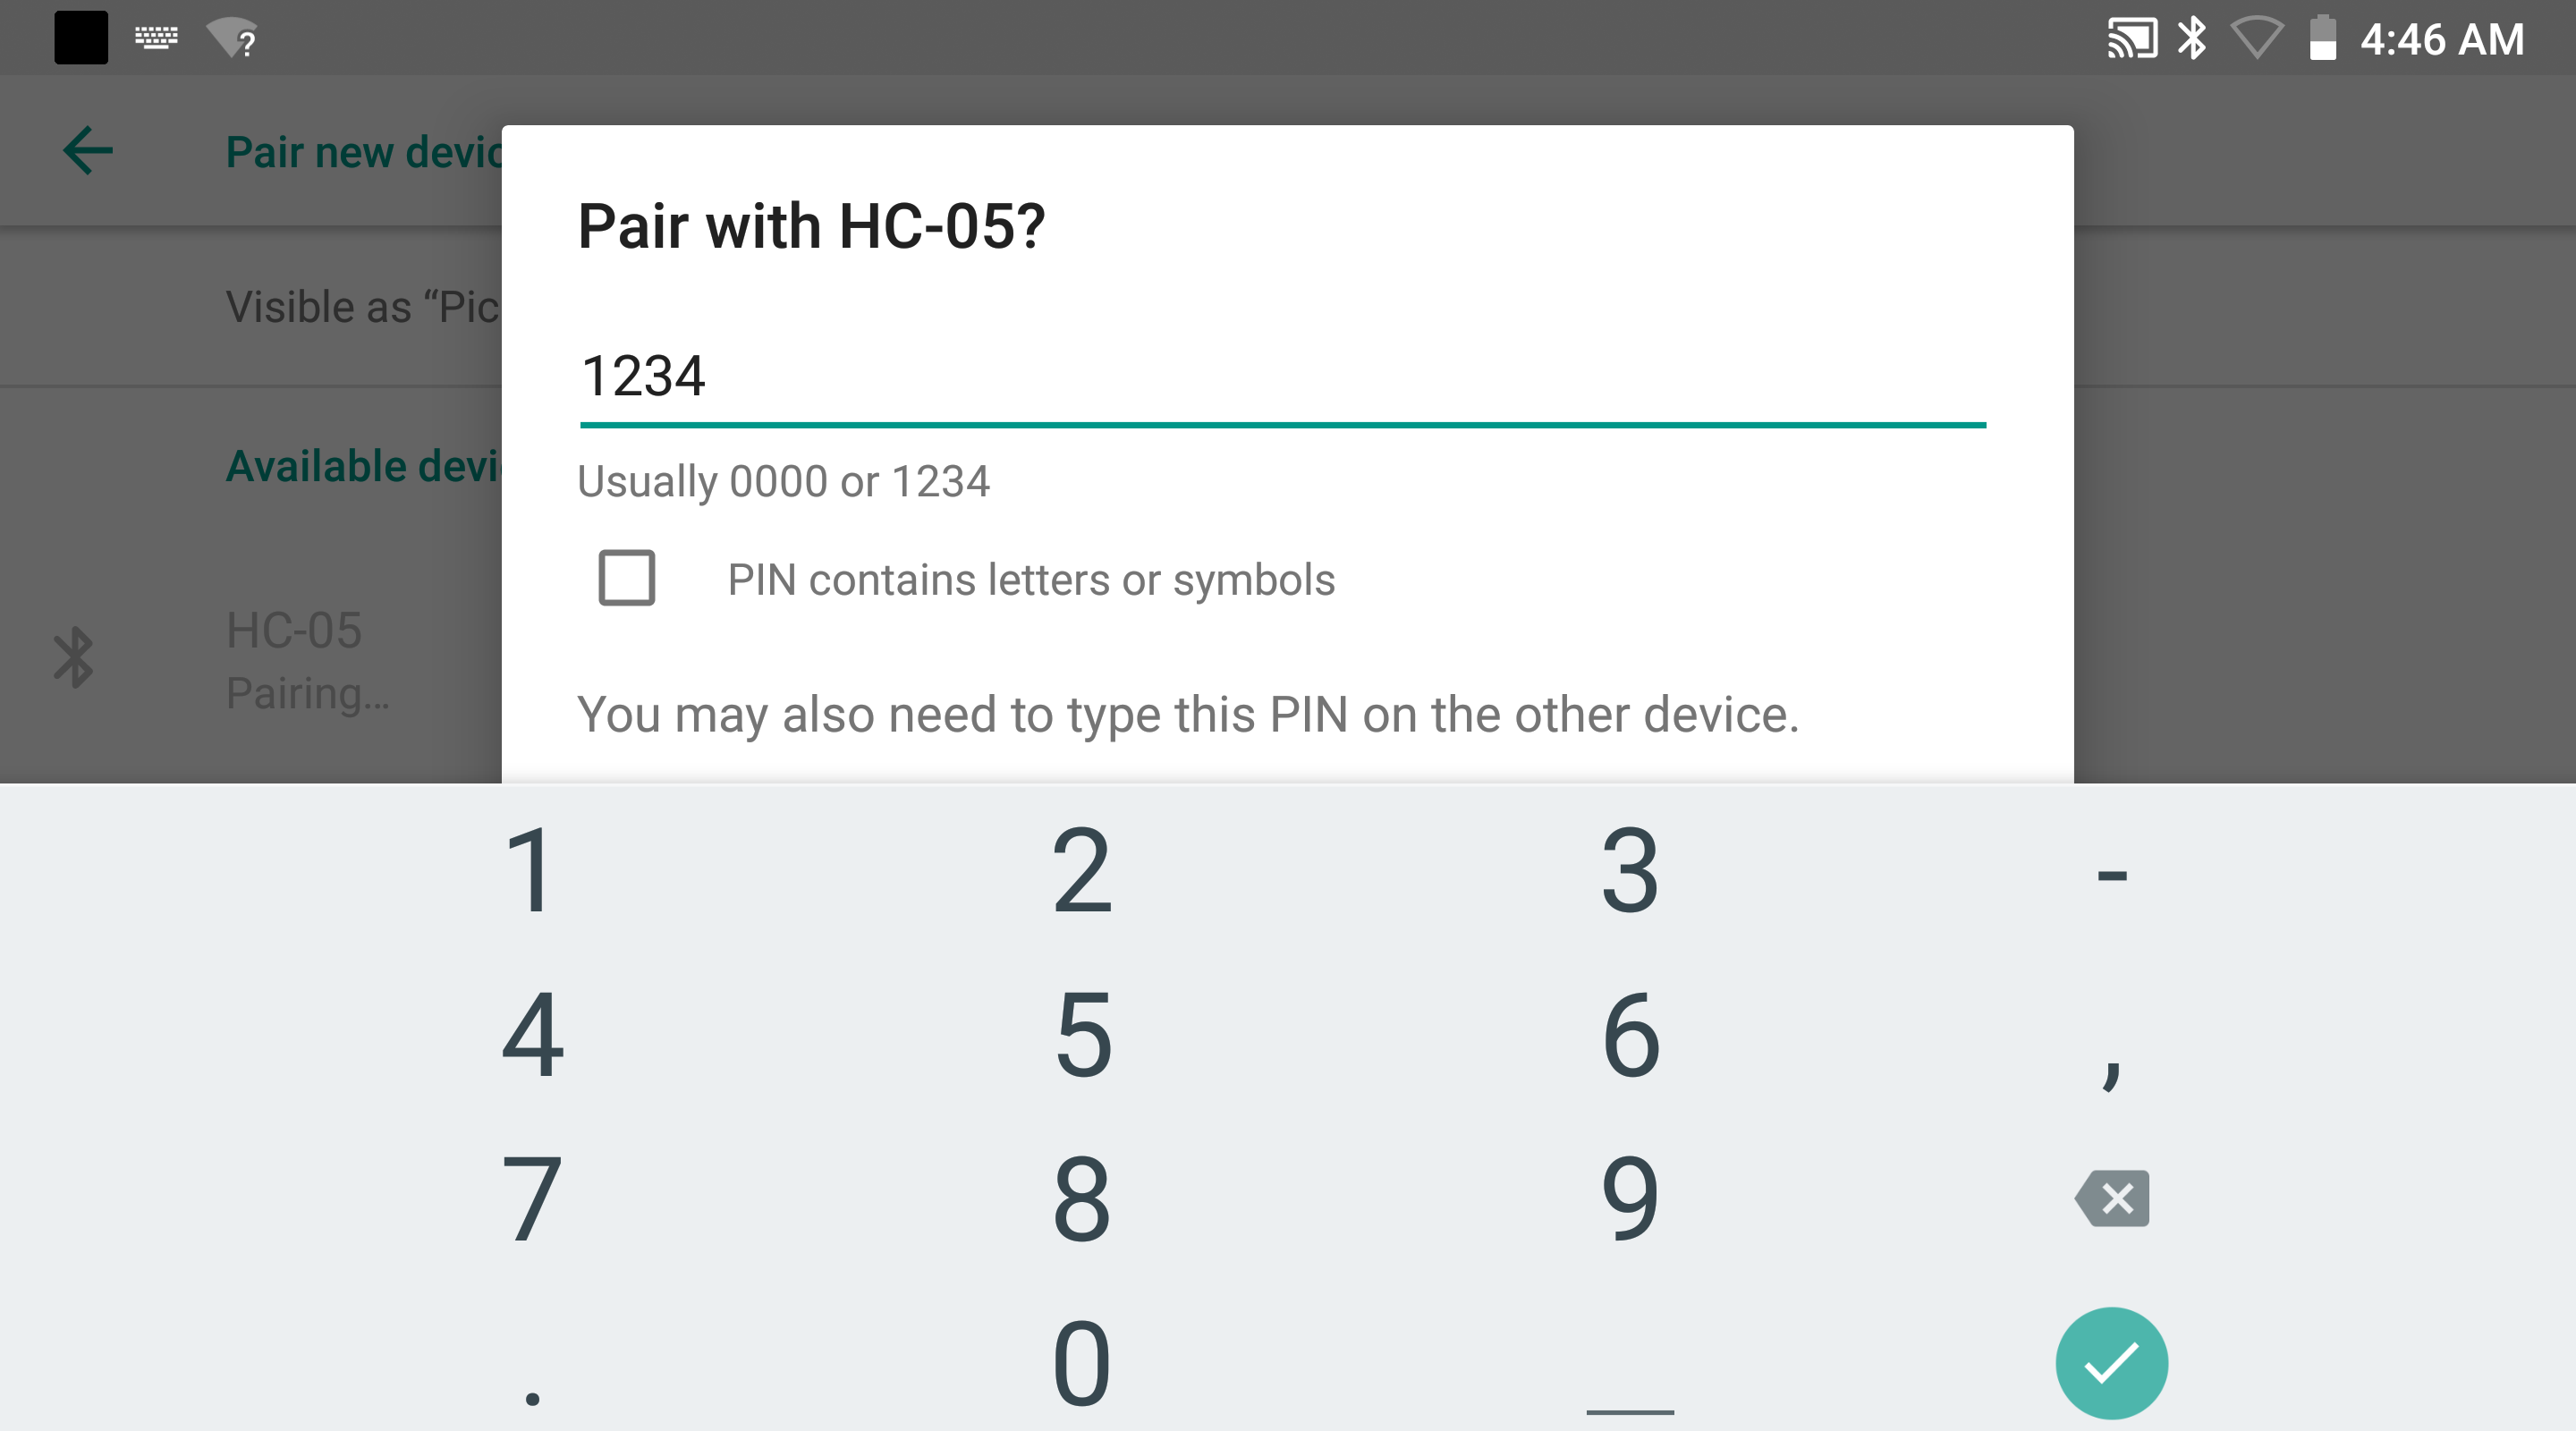 4:46 AM
Pair new devic
Pair with HC-05?
Visible as “Pic
1234
Available devi
Usually 0000 or 1234
PIN contains letters or symbols
HC-05
Pairing…
You may also need to type this PIN on the other device.
1 2 3 -
4 5 6 ,
7 8 9
. 0 _